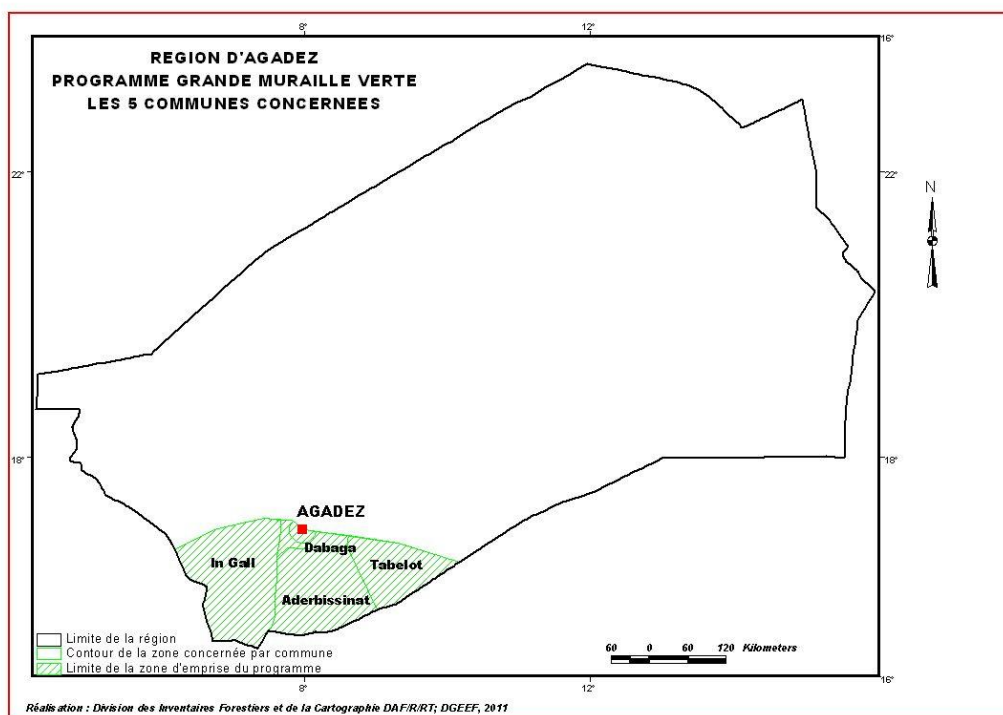 8°
12°
16°
REGION D'AGADEZ
PROGRAMME GRANDE MURAILLE VERTE
LES 5 COMMUNES CONCERNEES
22°
22°
N
18°
18°
AGADEZ
Dabaga
In Gall
Tabelot
Aderbissinat
Limite de la région
Contour de la zone concernée par commune
Limite de la zone d'emprise du programme
60 0 60 120 Kilometers
8°
12°
16°
Réalisation : Division des Inventaires Forestiers et de la Cartographie DAF/R/RT; DGEEF, 2011